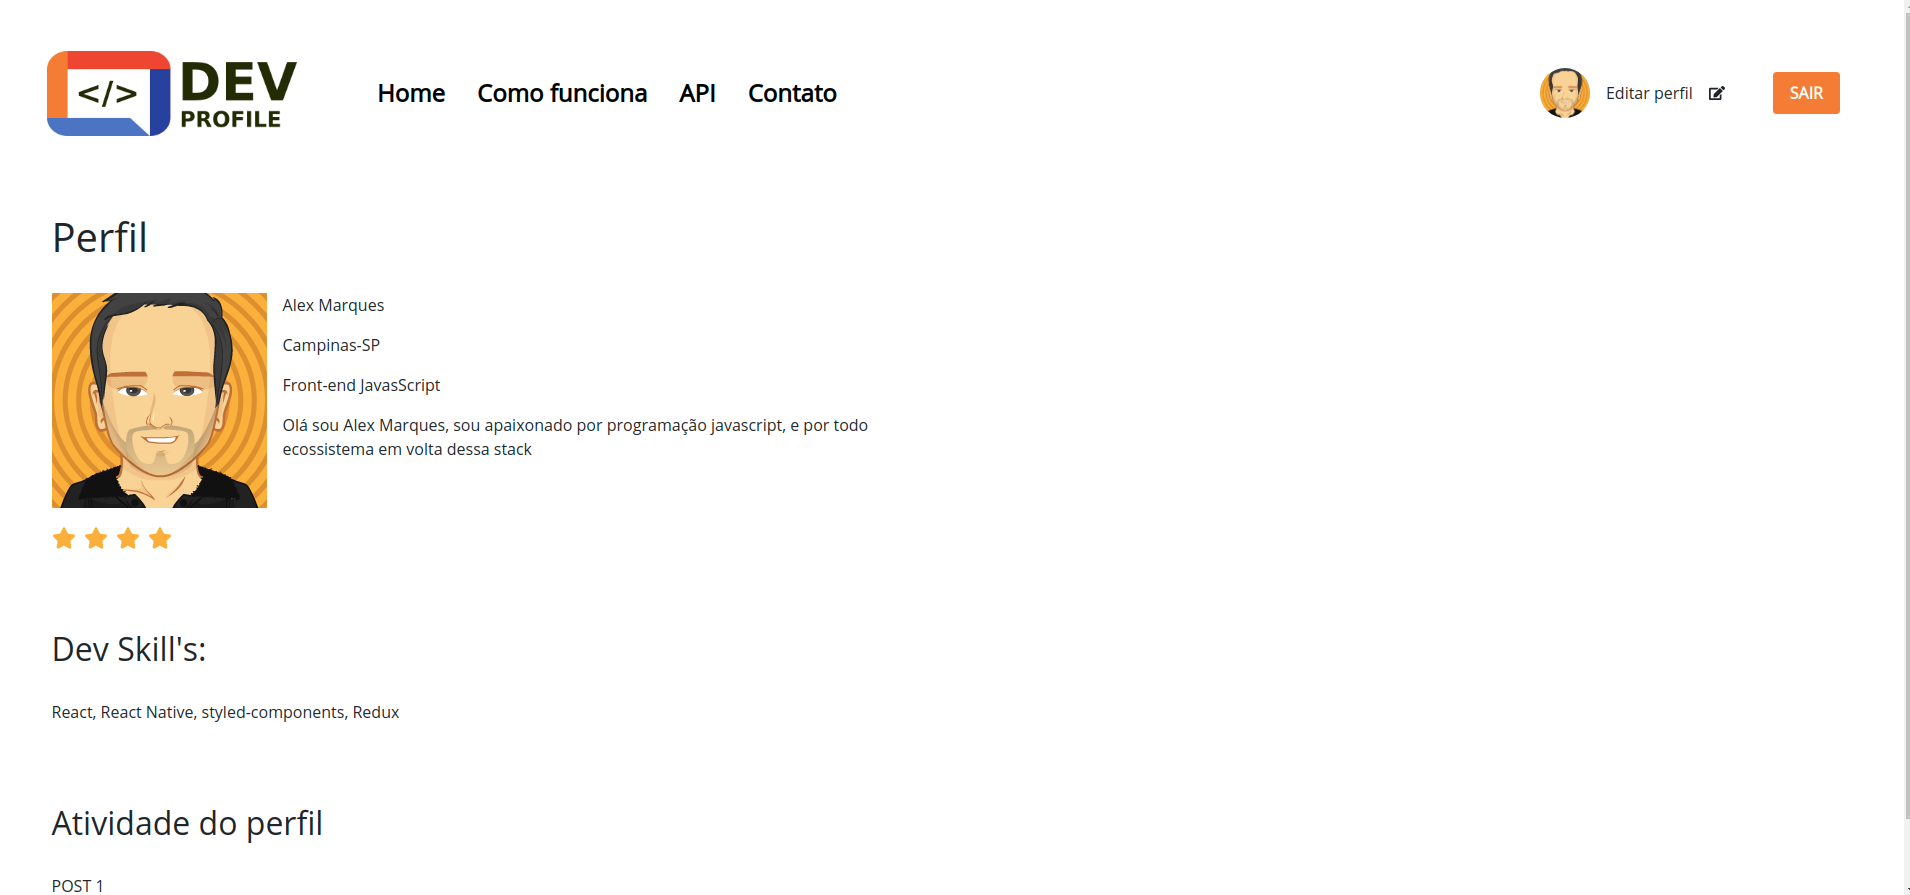 </>
DEV
PROFILE
Home Como funciona API Contato
Editar perfil
SAIR
Perfil
Alex Marques
Campinas-SP
Front-end JavasScript
Olá sou Alex Marques, sou apaixonado por programação javascript, e por todo
ecossistema em volta dessa stack
Dev Skill's:
React, React Native, styled-components, Redux
Atividade do perfil
POST 1